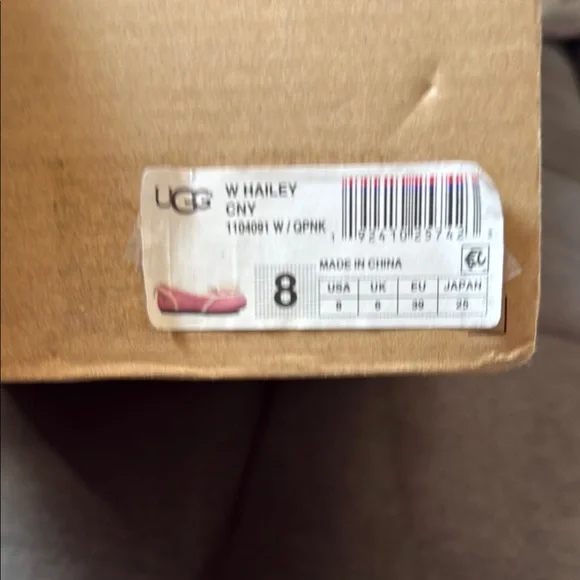 UGG
W HAILEY
CNY
1104091 W / QPNK
MADE IN CHINA
8
USA UK EU JAPAN
8 6 39 25